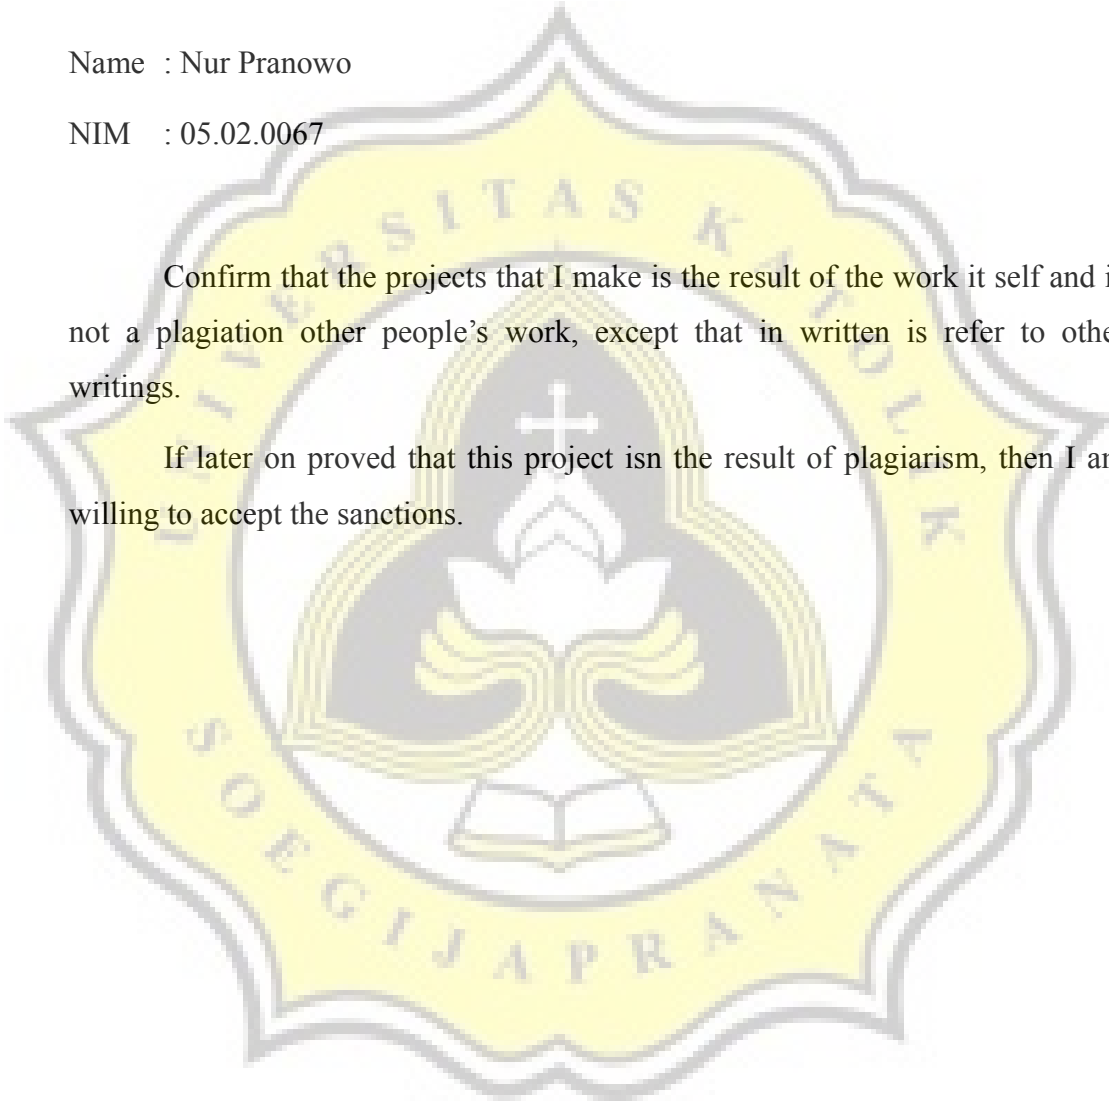 Name : Nur Pranowo
NIM : 05.02.0067
UNIVERSITAS KATOLIK
Confirm that the projects that I make is the result of the work it self and i
not a plagiation other people's work, except that in written is refer to othe
writings.
If later on proved that this project isn the result of plagiarism, then I a
willing to accept the sanctions.
SOEGIJAPRANATA